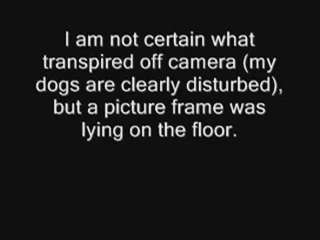 I am not certain what
transpired off camera (my
dogs are clearly disturbed),
but a picture frame was
lying on the floor.